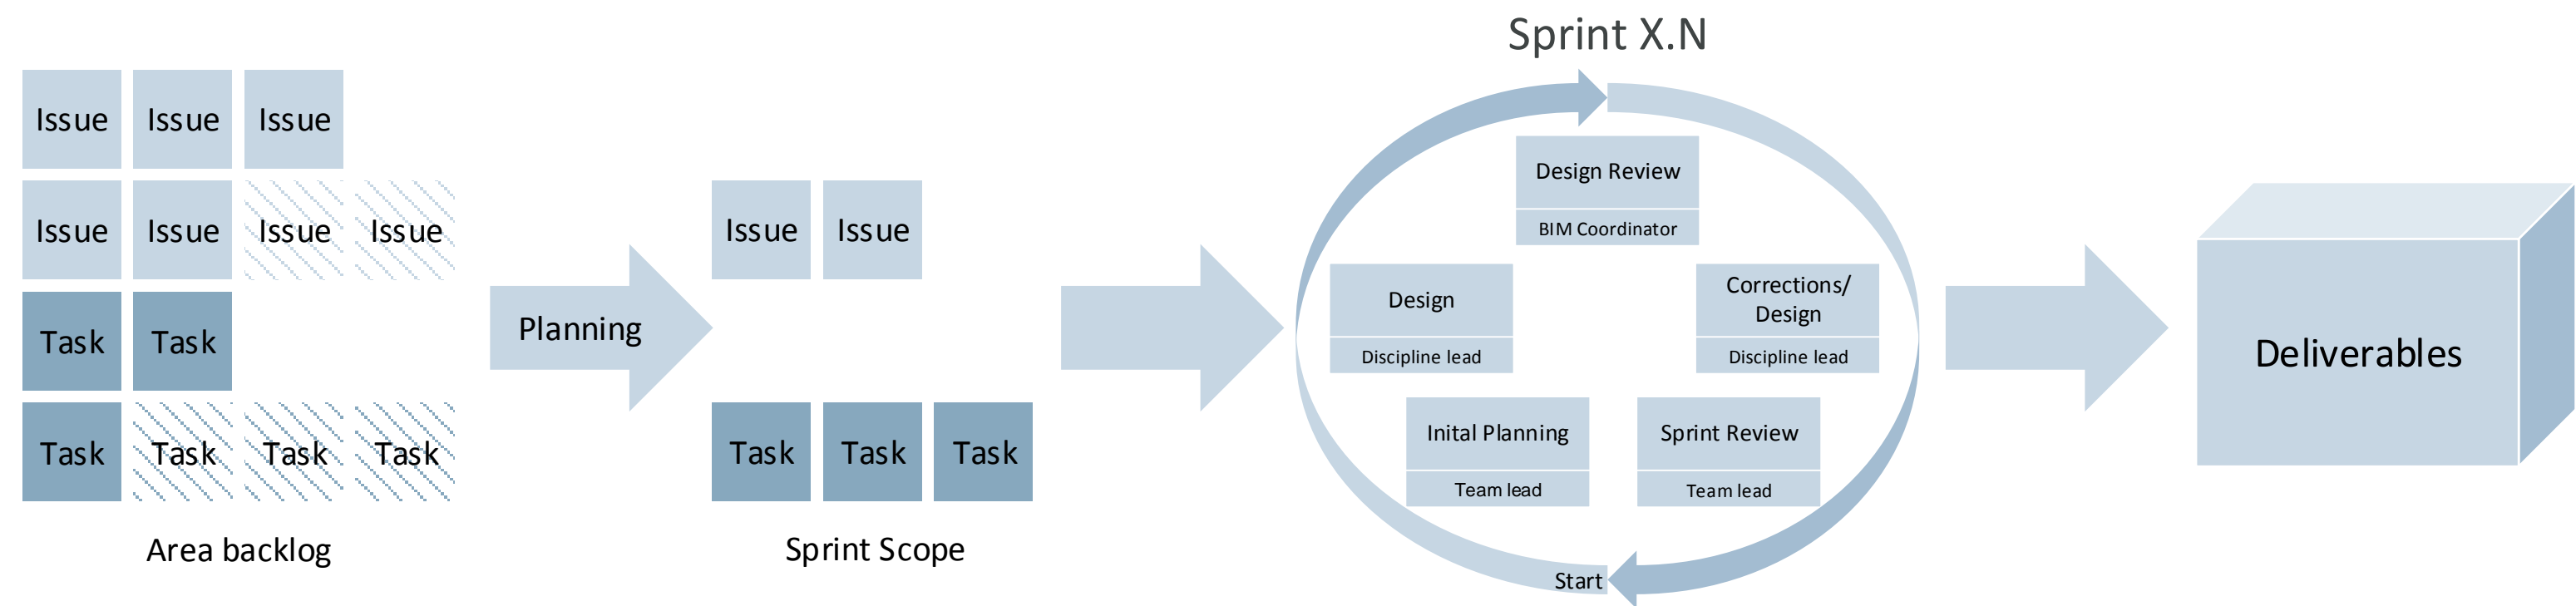 Sprint X.N
Issue Issue Issue
Issue Issue Issue Issue
Task Task
Task Task Task Task
Area backlog
Planning
Issue Issue
Task Task Task
Sprint Scope
Design Review
BIM Coordinator
Design
Discipline lead
Corrections/
Design
Discipline lead
Inital Planning
Team lead
Sprint Review
Team lead
Start
Deliverables